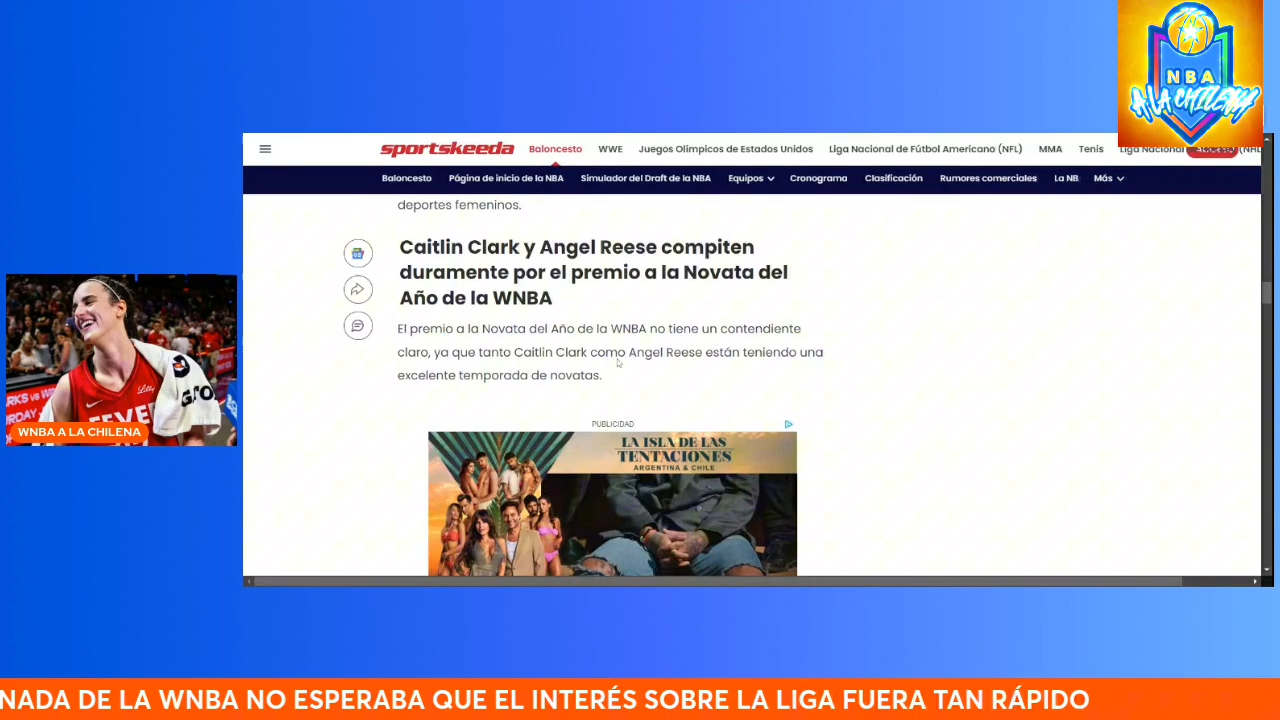 NBA
A LA CHILENA
sportskeeda
Baloncesto WWE Juegos Olímpicos de Estados Unidos Liga Nacional de Fútbol Americano (NFL) MMA Tenis Liga Nacional
Baloncesto Página de inicio de la NBA Simulador del Draft de la NBA Equipos Cronograma Clasificación Rumores comerciales La NB Más
deportes femeninos.
Caitlin Clark y Angel Reese compiten
duramente por el premio a la Novata del
Año de la WNBA
El premio a la Novata del Año de la WNBA no tiene un contendiente
claro, ya que tanto Caitlin Clark como Angel Reese están teniendo una
excelente temporada de novatas.
PUBLICIDAD
LA ISLA DE LAS
TENTACIONES
ARGENTINA & CHILE
FEVER
WNBA A LA CHILENA
NADA DE LA WNBA NO ESPERABA QUE EL INTERÉS SOBRE LA LIGA FUERA TAN RÁPIDO